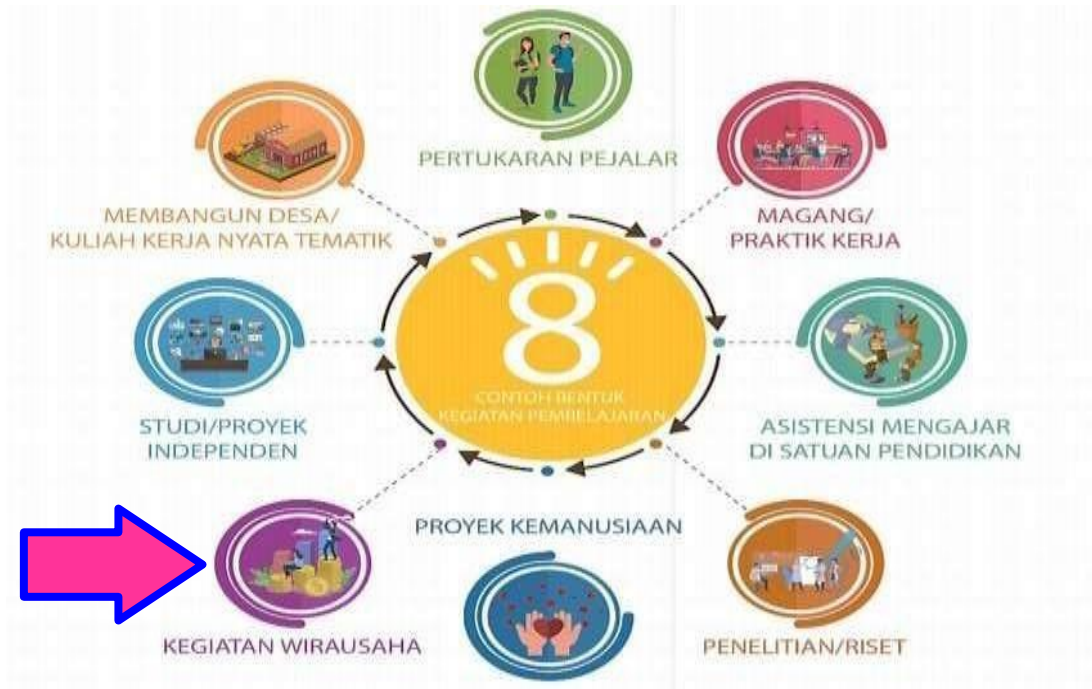 PERTUKARAN PEJALAR
MEMBANGUN DESA/
KULIAH KERJA NYATA TEMATIK
MAGANG/
PRAKTIK KERJA
8
CONTOH BENTUK
KEGIATAN PEMBELAJARAN
STUDI/PROYEK
INDEPENDEN
ASISTENSI MENGAJAR
DI SATUAN PENDIDIKAN
PROYEK KEMANUSIAAN
KEGIATAN WIRAUSAHA
PENELITIAN/RISET